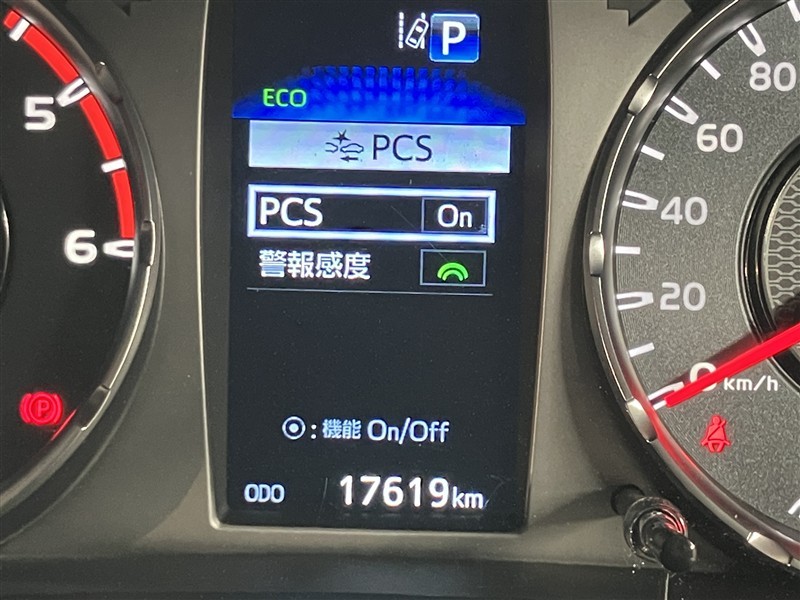 P
ECO
PCS
PCS On
警報感度
⦿: 機能 On/Off
ODO 17619km
5
6
P
80
60
40
20
0 km/h